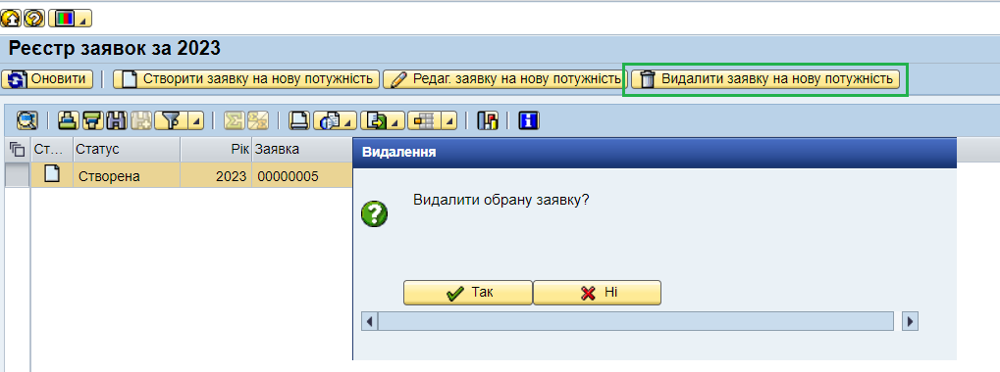 Реєстр заявок за 2023
Оновити Створити заявку на нову потужність Редаг. заявку на нову потужність Видалити заявку на нову потужність
Ст... Статус Рік Заявка
Створена 2023 00000005
Видалення
Видалити обрану заявку?
Так Ні